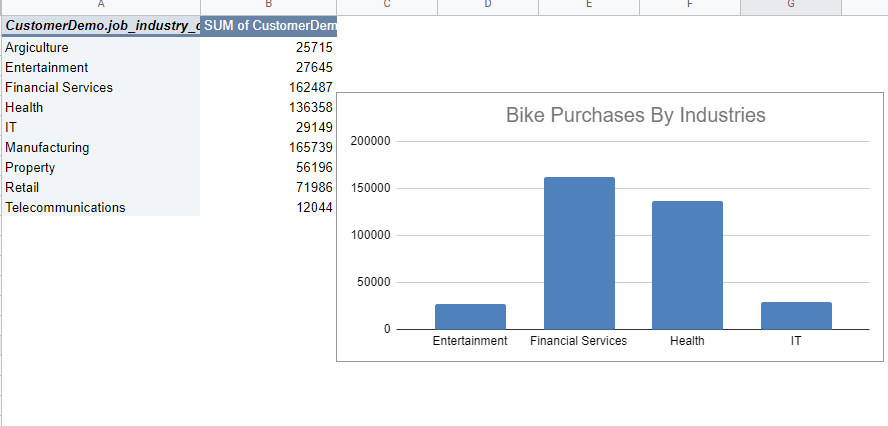 A B C D E F G
CustomerDemo.job_industry_c SUM of CustomerDem
Argiculture 25715
Entertainment 27645
Financial Services 162487
Health 136358
IT 29149
Manufacturing 165739
Property 56196
Retail 71986
Telecommunications 12044
Bike Purchases By Industries
200000
150000
100000
50000
0
Entertainment Financial Services Health IT